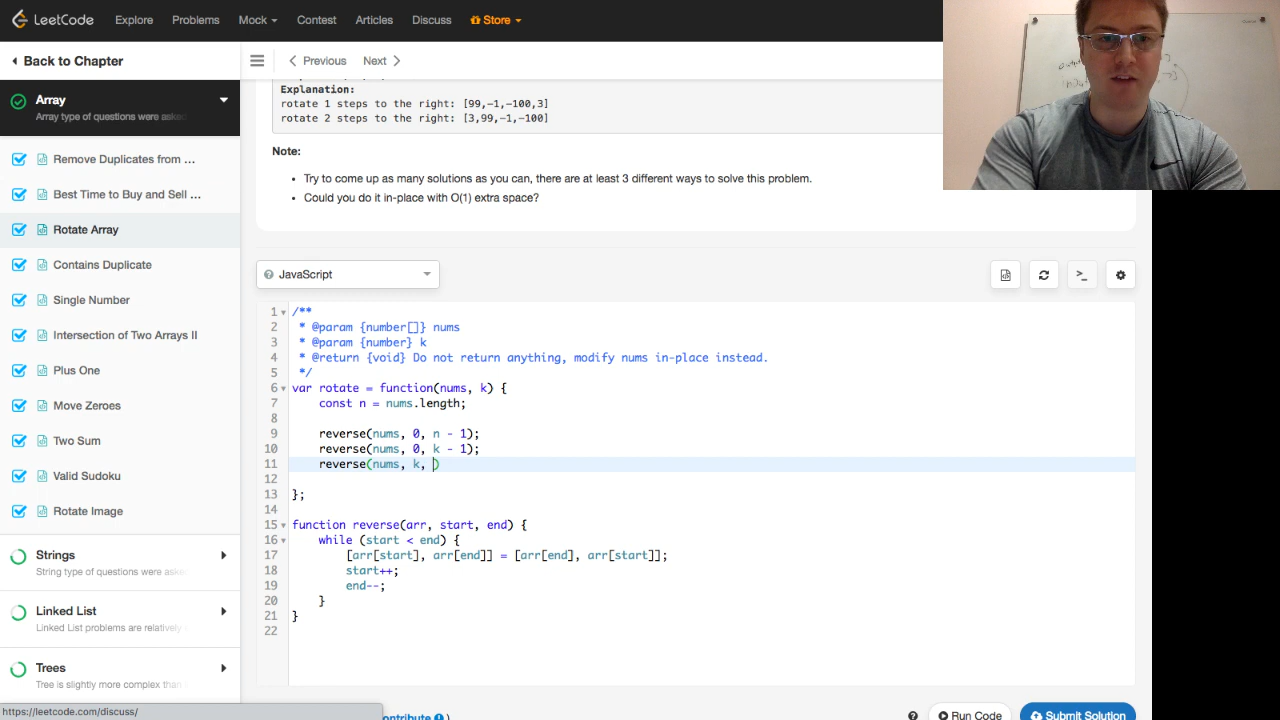 LeetCode Explore Problems Mock Contest Articles Discuss Store
Back to Chapter
Previous Next
Array
Array type of questions were aske
Remove Duplicates from ...
Best Time to Buy and Sell ...
Rotate Array
Contains Duplicate
Single Number
Intersection of Two Arrays II
Plus One
Move Zeroes
Two Sum
Valid Sudoku
Rotate Image
Strings
String type of questions were aske
Linked List
Linked List problems are relatively
Trees
Tree is slightly more complex than
https://leetcode.com/discuss/
Explanation:
rotate 1 steps to the right: [99,-1,-100,3]
rotate 2 steps to the right: [3,99,-1,-100]
Note:
• Try to come up as many solutions as you can, there are at least 3 different ways to solve this problem.
• Could you do it in-place with O(1) extra space?
JavaScript
>_
1 /**
2  * @param {number[]} nums
3  * @param {number} k
4  * @return {void} Do not return anything, modify nums in-place instead.
5  */
6 var rotate = function(nums, k) {
7     const n = nums.length;
8
9     reverse(nums, 0, n - 1);
10     reverse(nums, 0, k - 1);
11     reverse(nums, k, )
12
13 };
14
15 function reverse(arr, start, end) {
16     while (start < end) {
17         [arr[start], arr[end]] = [arr[end], arr[start]];
18         start++;
19         end--;
20     }
21 }
22
ontribute )
Run Code
Submit Solution